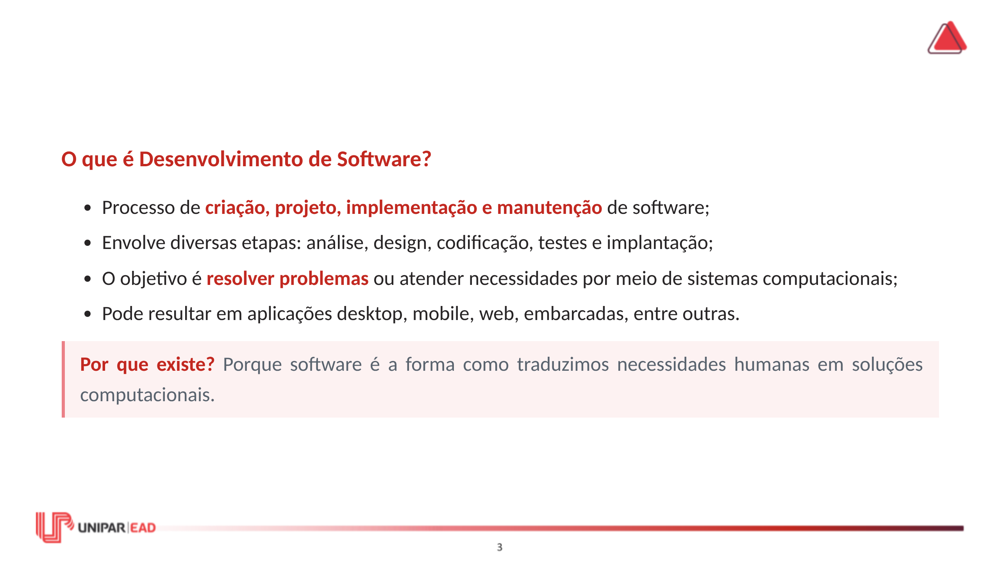 O que é Desenvolvimento de Software?
• Processo de criação, projeto, implementação e manutenção de software;
• Envolve diversas etapas: análise, design, codificação, testes e implantação;
• O objetivo é resolver problemas ou atender necessidades por meio de sistemas computacionais;
• Pode resultar em aplicações desktop, mobile, web, embarcadas, entre outras.
Por que existe? Porque software é a forma como traduzimos necessidades humanas em soluções
computacionais.
UNIPAR|EAD
3